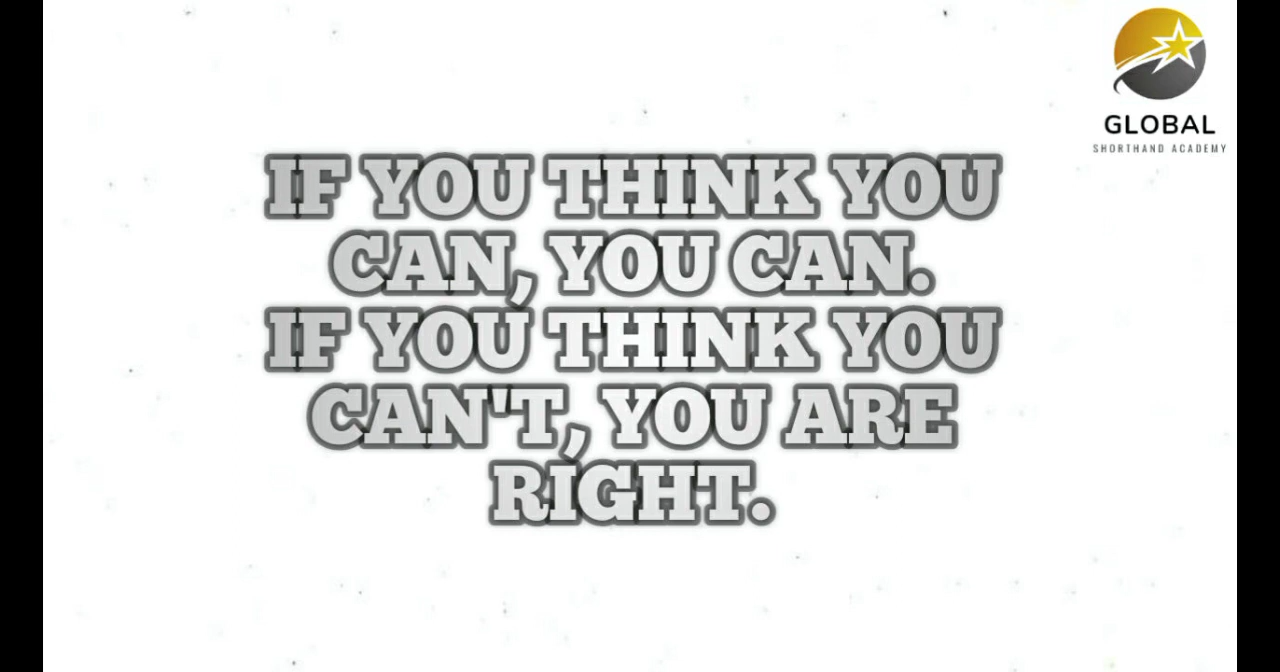 GLOBAL
SHORTHAND ACADEMY
IF YOU THINK YOU
CAN, YOU CAN.
IF YOU THINK YOU
CAN'T, YOU ARE
RIGHT.